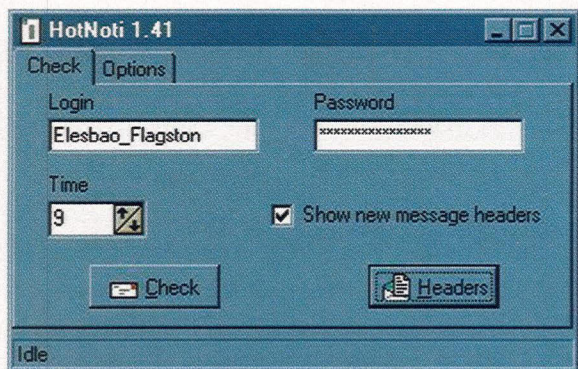 HotNoti 1.41
Check Options
Login Password
Elesbao_Flagston ****************
Time
9 Show new message headers
Check Headers
Idle